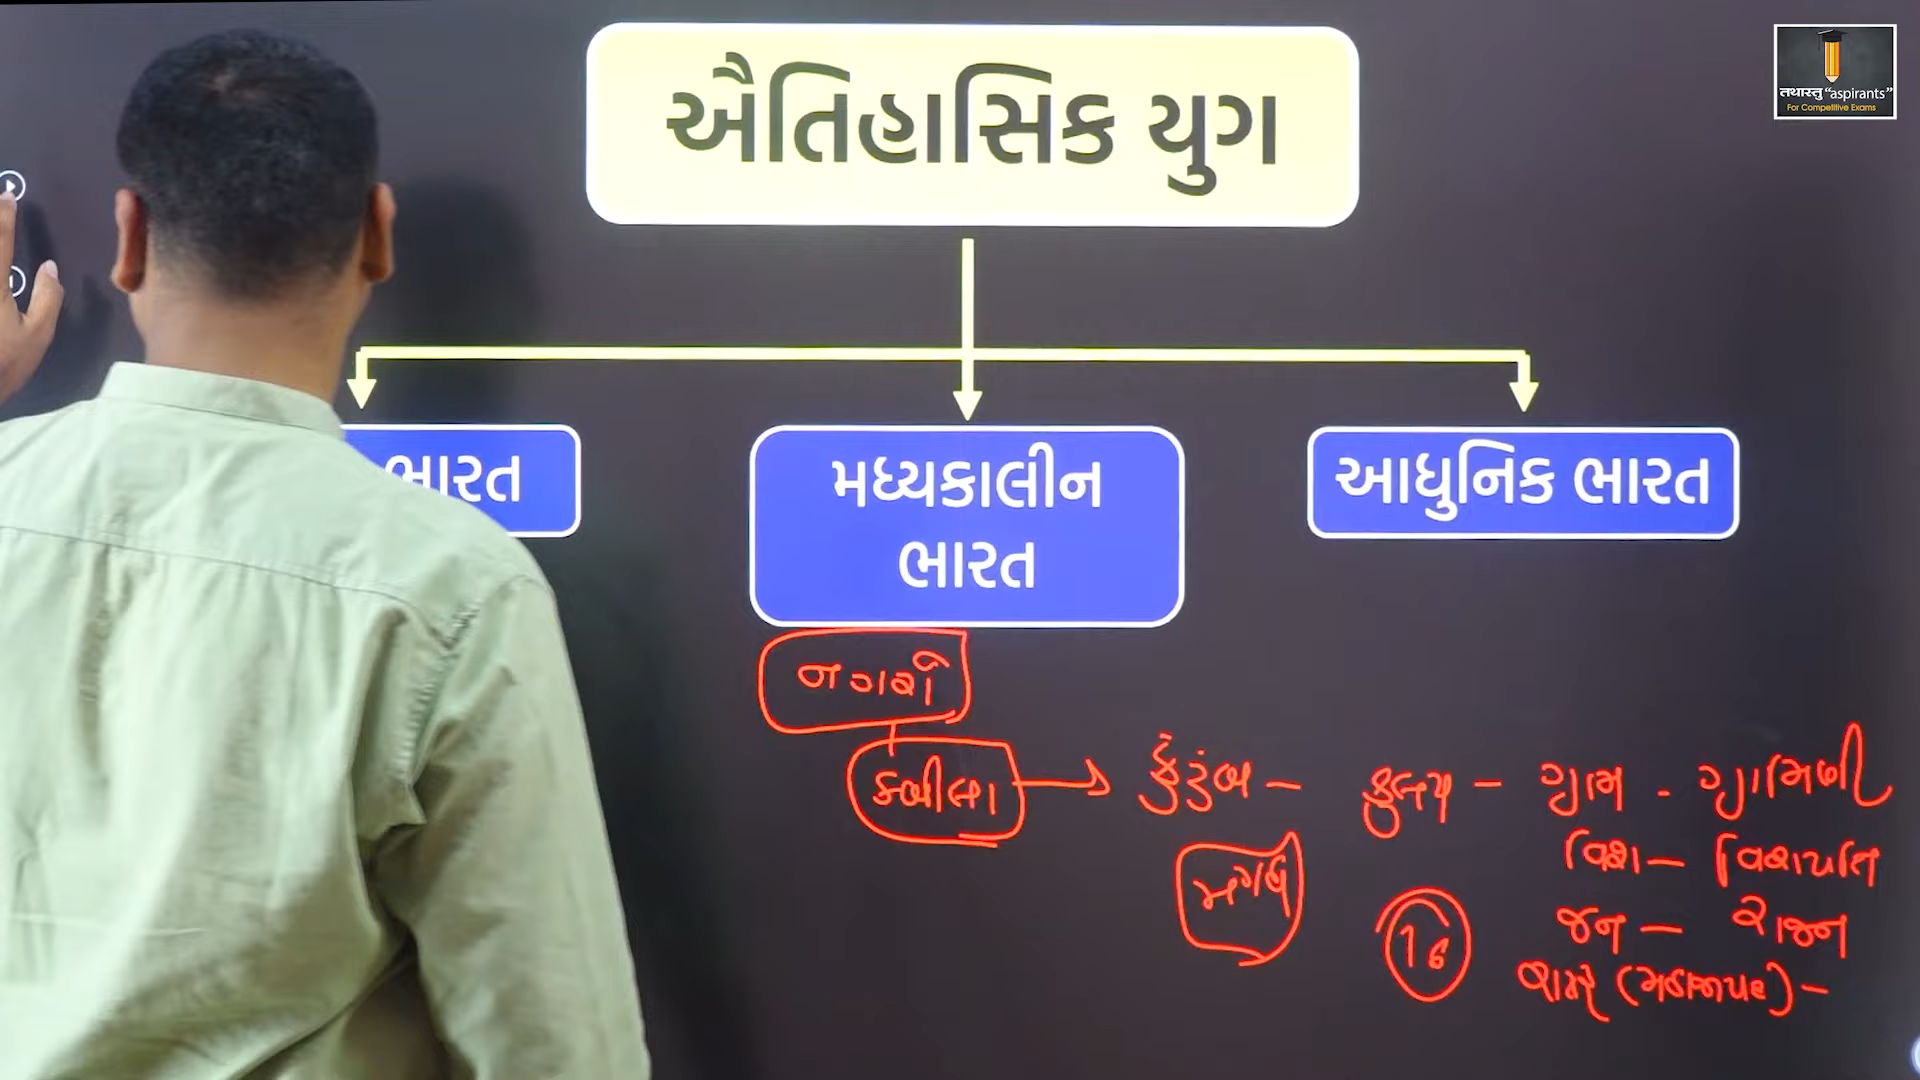 ઐતિહાસિક યુગ
तथास्तु "aspirants"
For Competitive Exams
ભારત
મધ્યકાલીન
ભારત
આધુનિક ભારત
નગરો
કબીલા
કુટુંબ - કુલપ - ગ્રામ - ગ્રામિણી
વિશ - વિશપતિ
મગધ
16
જન - રાજન
(મહાજનપદ) -